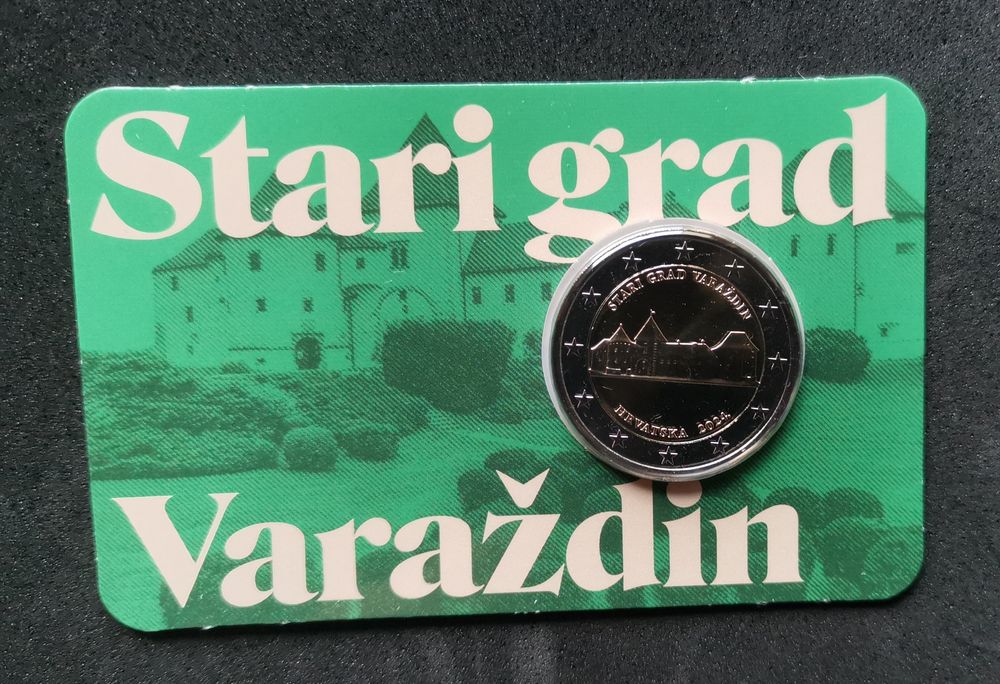 Stari grad
STARI GRAD VARAŽDIN
HRVATSKA 2024.
Varaždin